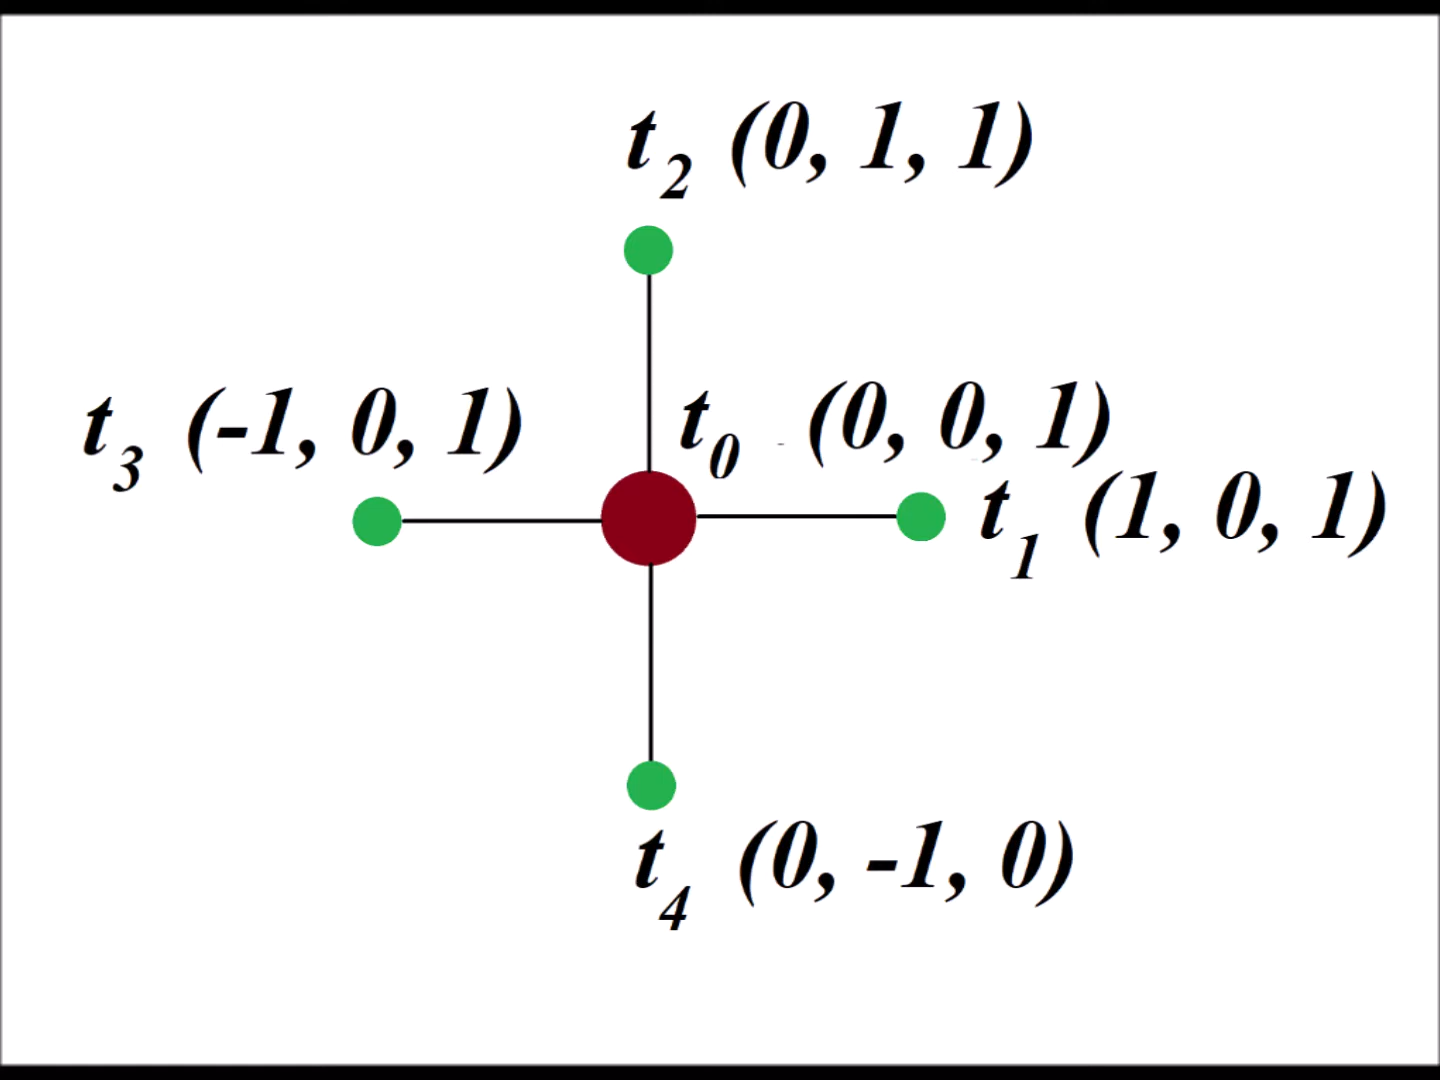 t2 (0, 1, 1)
t3 (-1, 0, 1)
t0 (0, 0, 1)
t1 (1, 0, 1)
t4 (0, -1, 0)